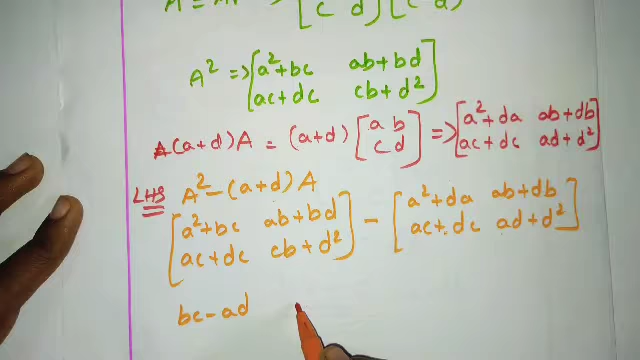 A² => [a²+bc ab+bd
ac+dc cb+d²]
A(a+d)A = (a+d) [a b
c d] => [a²+da ab+db
ac+dc ad+d²]
LHS A² - (a+d)A
[a²+bc ab+bd
ac+dc cb+d²] - [a²+da ab+db
ac+dc ad+d²]
bc-ad